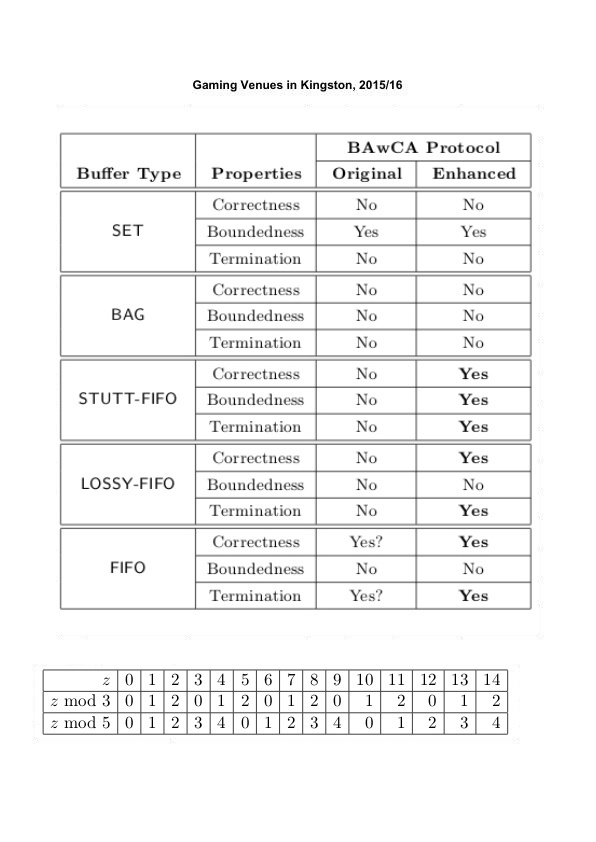 Gaming Venues in Kingston, 2015/16
BAwCA Protocol
Buffer Type Properties Original Enhanced
Correctness No No
SET Boundedness Yes Yes
Termination No No
Correctness No No
BAG Boundedness No No
Termination No No
Correctness No Yes
STUTT-FIFO Boundedness No Yes
Termination No Yes
Correctness No Yes
LOSSY-FIFO Boundedness No No
Termination No Yes
Correctness Yes? Yes
FIFO Boundedness No No
Termination Yes? Yes
z 0 1 2 3 4 5 6 7 8 9 10 11 12 13 14
z mod 3 0 1 2 0 1 2 0 1 2 0 1 2 0 1 2
z mod 5 0 1 2 3 4 0 1 2 3 4 0 1 2 3 4